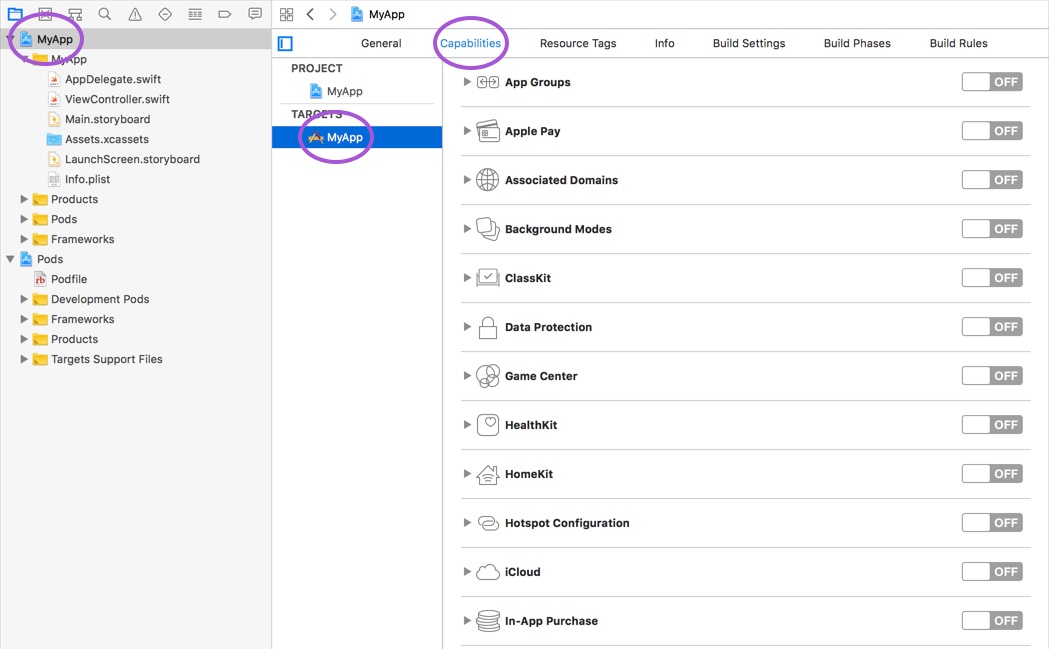 MyApp
MyApp
General Capabilities Resource Tags Info Build Settings Build Phases Build Rules
MyApp
AppDelegate.swift
ViewController.swift
Main.storyboard
Assets.xcassets
LaunchScreen.storyboard
Info.plist
Products
Pods
Frameworks
Pods
rb Podfile
Development Pods
Frameworks
Products
Targets Support Files
PROJECT
MyApp
TARGETS
MyApp
App Groups OFF
Apple Pay OFF
Associated Domains OFF
Background Modes OFF
ClassKit OFF
Data Protection OFF
Game Center OFF
HealthKit OFF
HomeKit OFF
Hotspot Configuration OFF
iCloud OFF
In-App Purchase OFF